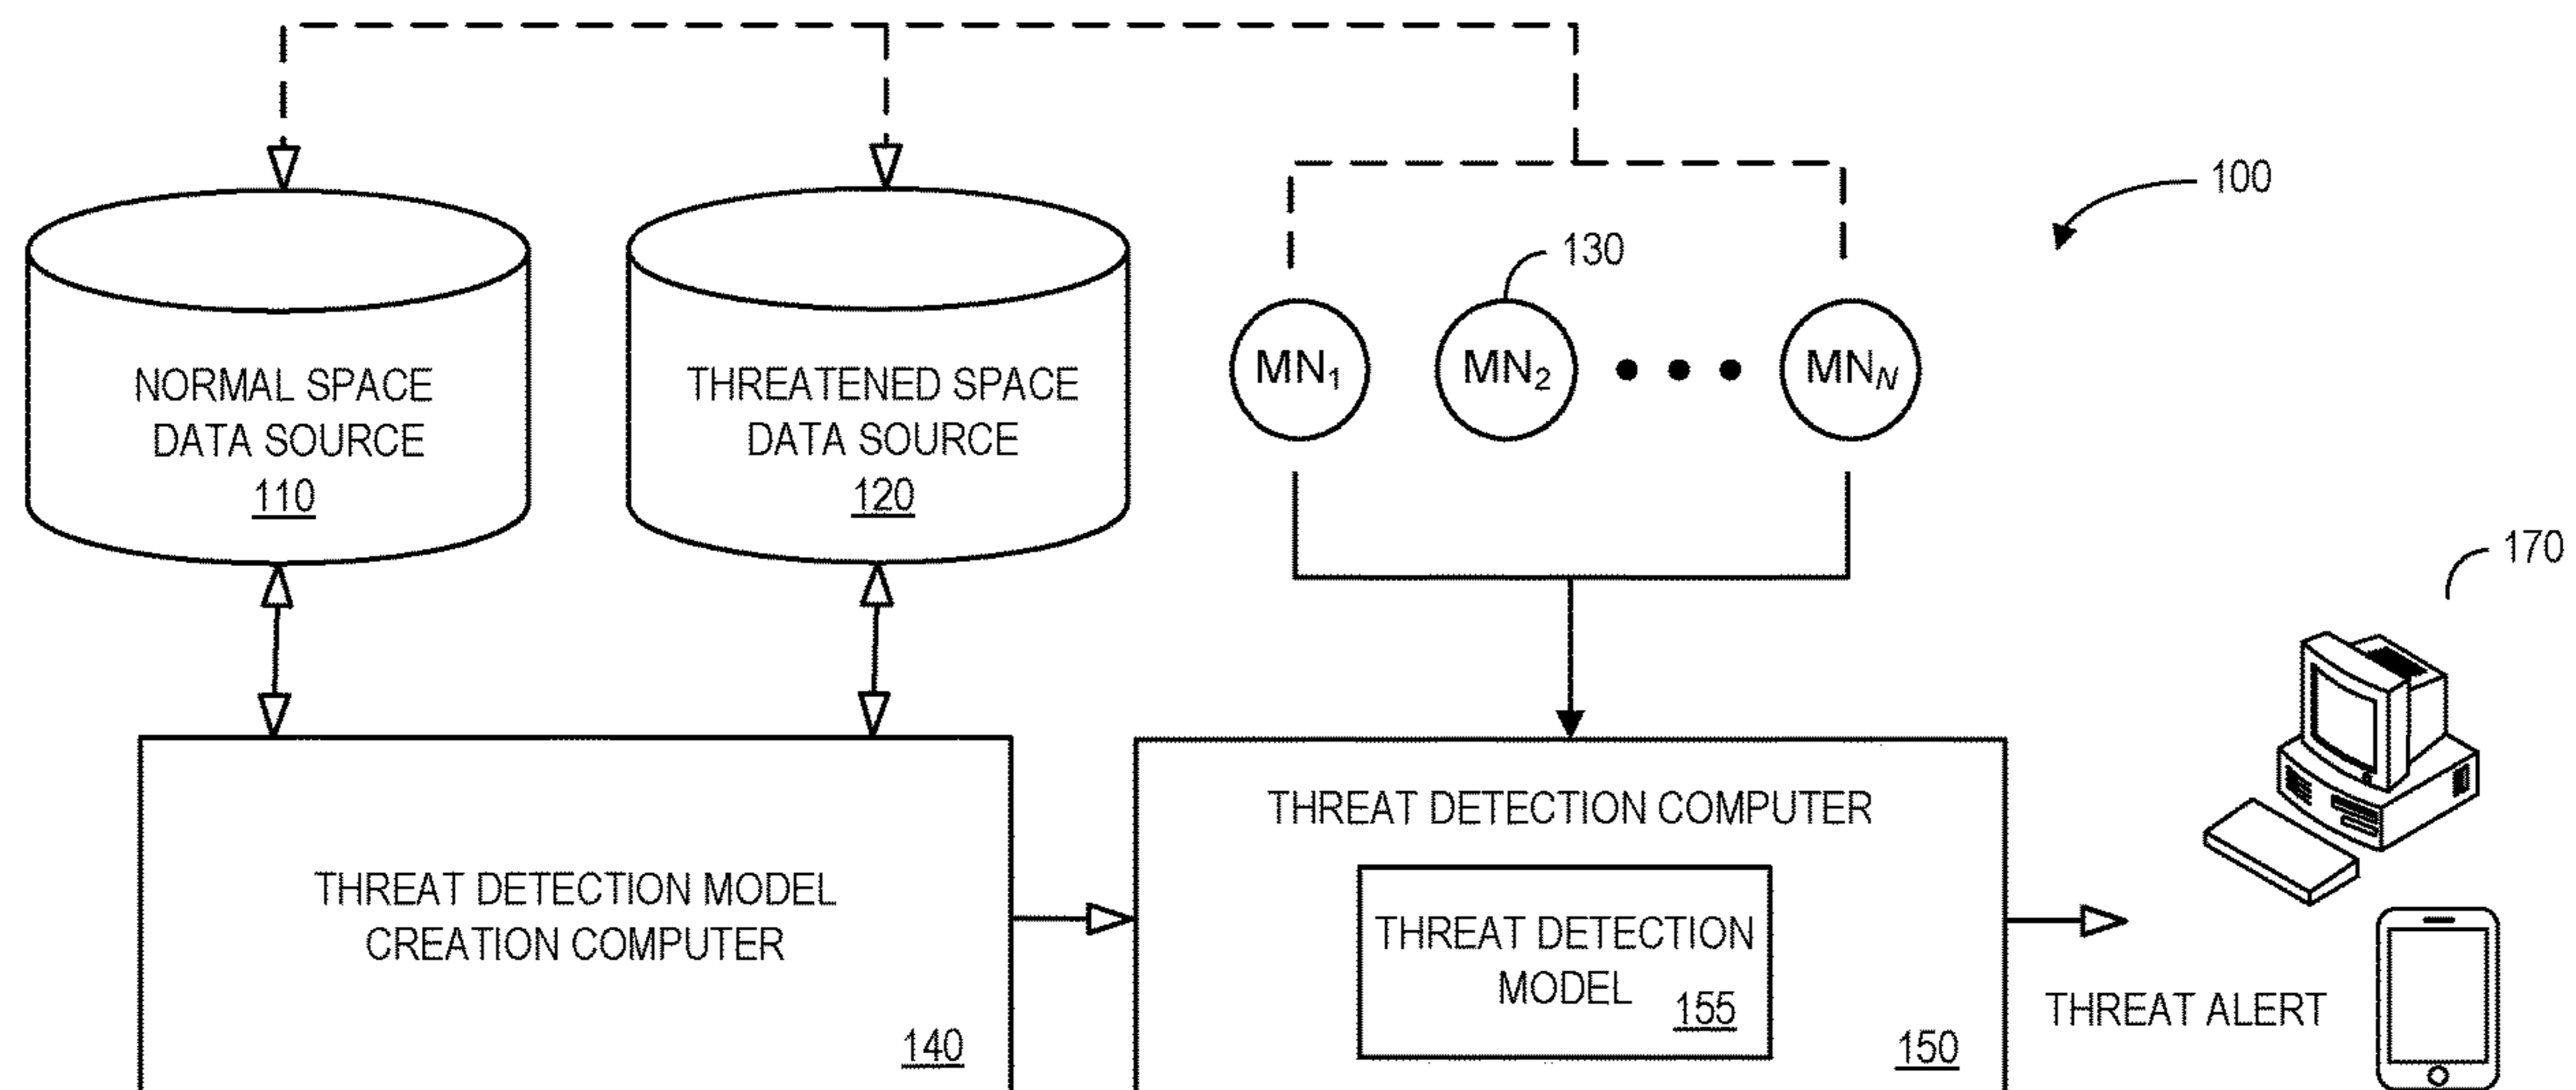 100
130
MN1
MN2
MNN
NORMAL SPACE
DATA SOURCE
110
THREATENED SPACE
DATA SOURCE
120
170
THREAT DETECTION MODEL
CREATION COMPUTER
140
THREAT DETECTION COMPUTER
THREAT DETECTION
MODEL
155
150
THREAT ALERT